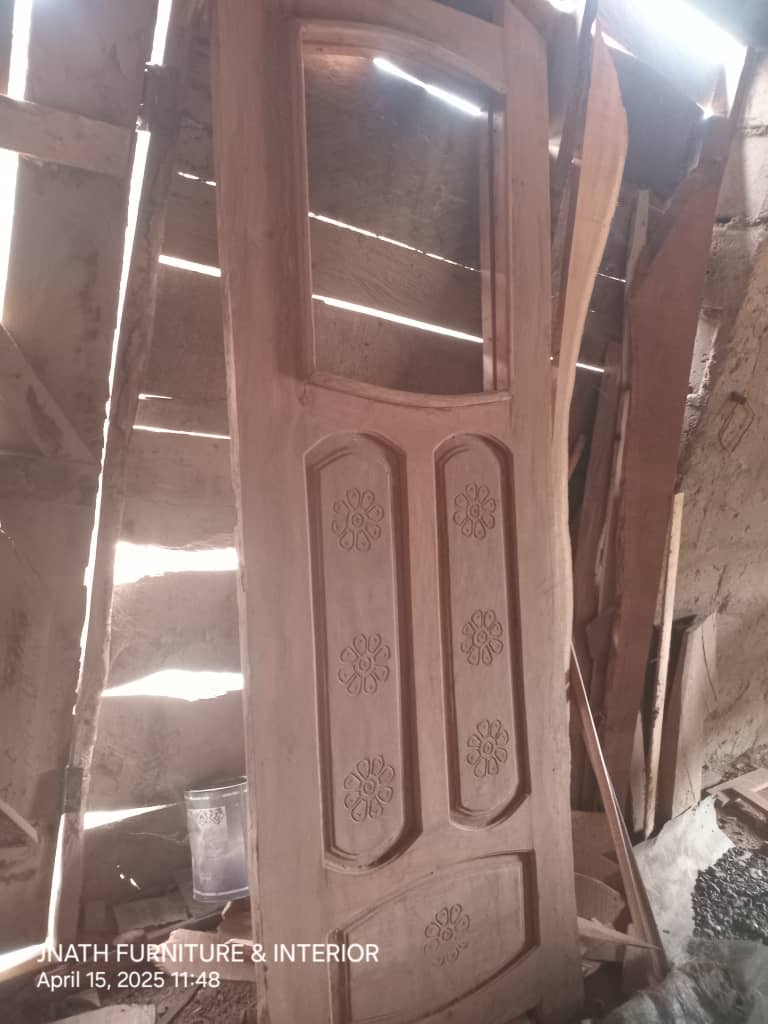 JNATH FURNITURE & INTERIOR
April 15, 2025 11:48